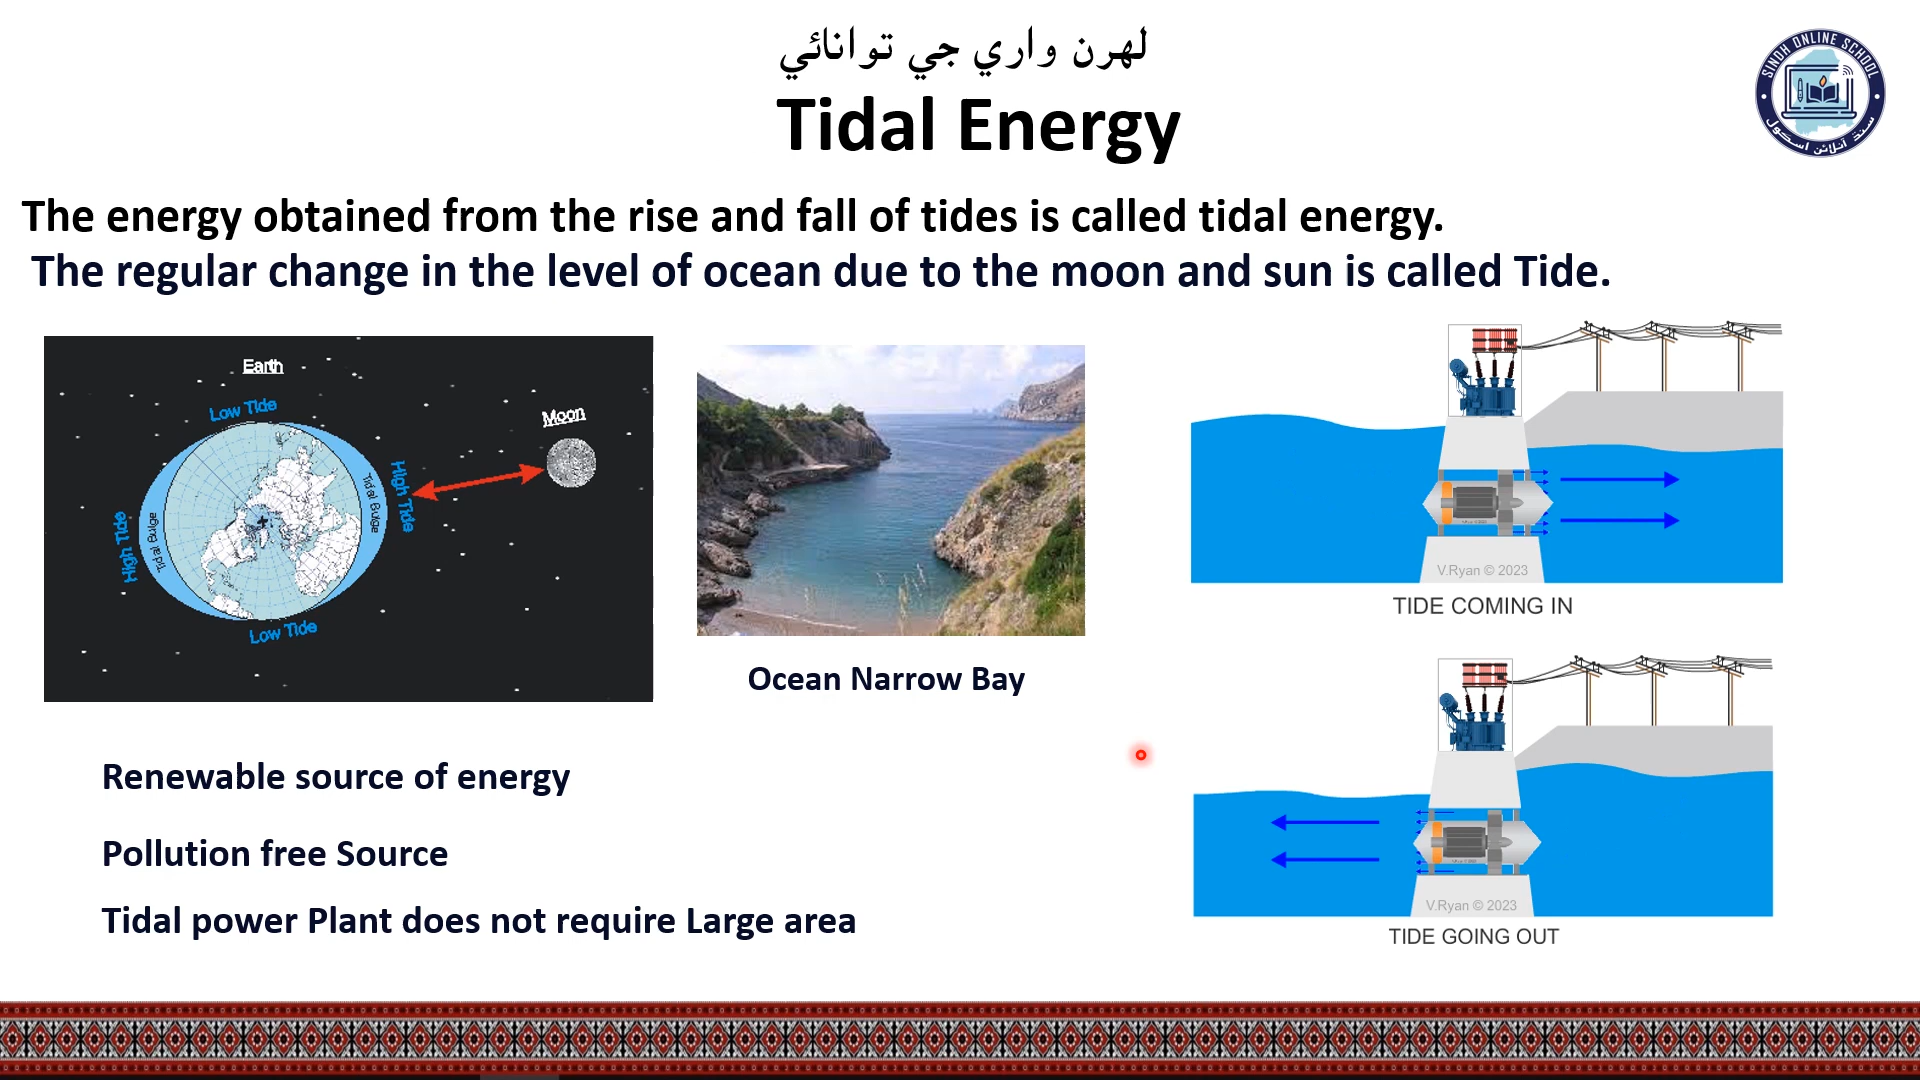 لهرن واري جي توانائي
Tidal Energy
SINDH ONLINE SCHOOL
سنڌ آنلائن اسڪول
The energy obtained from the rise and fall of tides is called tidal energy.
The regular change in the level of ocean due to the moon and sun is called Tide.
Earth
Low Tide
Moon
High Tide
Tidal Bulge
High Tide
Tidal Bulge
Low Tide
Ocean Narrow Bay
V.Ryan © 2023
TIDE COMING IN
V.Ryan © 2023
TIDE GOING OUT
Renewable source of energy
Pollution free Source
Tidal power Plant does not require Large area